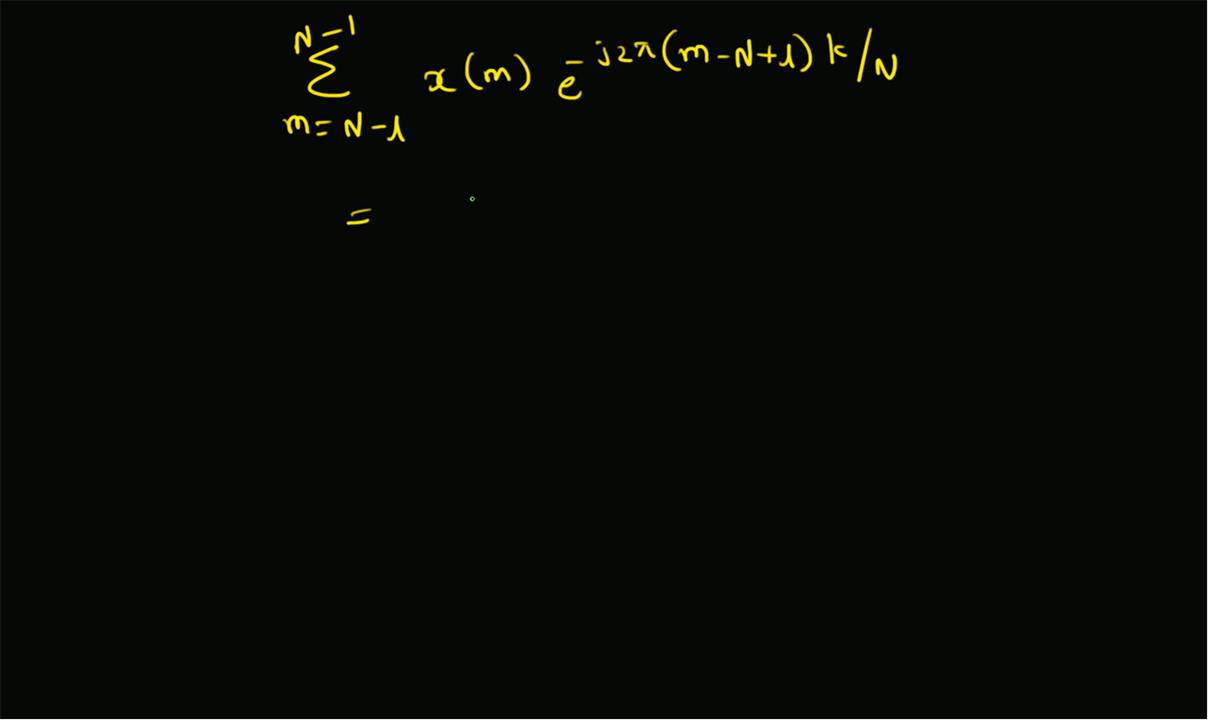 N-1
∑ x(m) e^{-j2π(m-N+1)k/N}
m=N-1
=